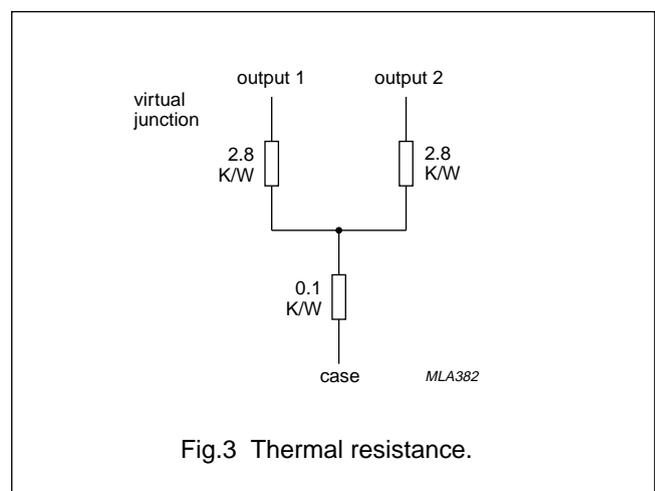 output 1
output 2
virtual
junction
2.8
K/W
2.8
K/W
0.1
K/W
case
MLA382
Fig.3 Thermal resistance.